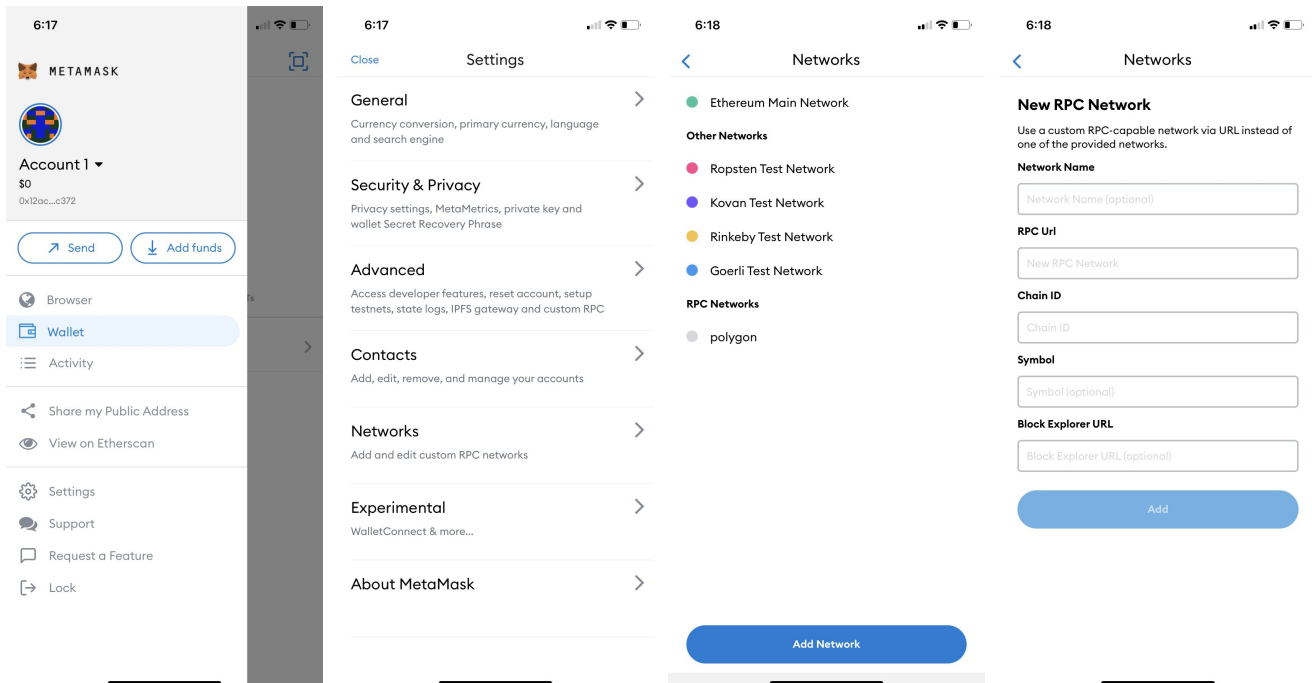 6:17
METAMASK
Account 1
$0
0x12ac...c372
Send
Add funds
Browser
Ts
Wallet
Activity
Share my Public Address
View on Etherscan
Settings
Support
Request a Feature
Lock
6:17
Close
Settings
General
Currency conversion, primary currency, language
and search engine
Security & Privacy
Privacy settings, MetaMetrics, private key and
wallet Secret Recovery Phrase
Advanced
Access developer features, reset account, setup
testnets, state logs, IPFS gateway and custom RPC
Contacts
Add, edit, remove, and manage your accounts
Networks
Add and edit custom RPC networks
Experimental
WalletConnect & more...
About MetaMask
6:18
Networks
Ethereum Main Network
Other Networks
Ropsten Test Network
Kovan Test Network
Rinkeby Test Network
Goerli Test Network
RPC Networks
polygon
Add Network
6:18
Networks
New RPC Network
Use a custom RPC-capable network via URL instead of
one of the provided networks.
Network Name
Network Name (optional)
RPC Url
New RPC Network
Chain ID
Chain ID
Symbol
Symbol (optional)
Block Explorer URL
Block Explorer URL (optional)
Add